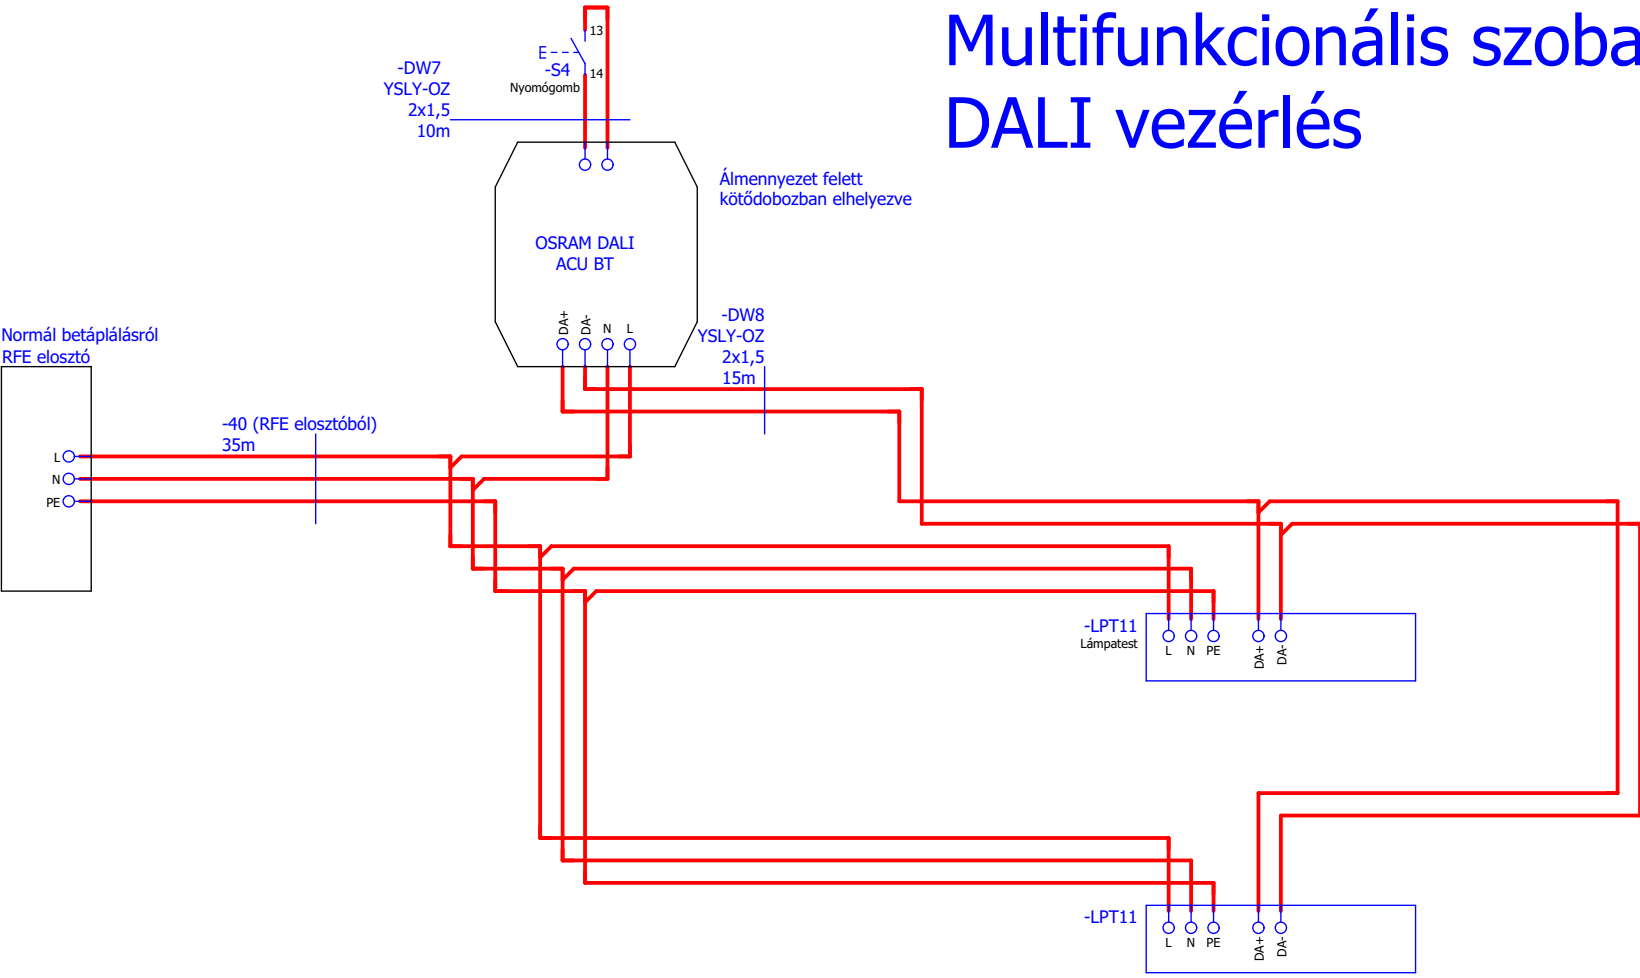 Multifunkcionális szoba
DALI vezérlés
13
E
-S4
14
Nyomógomb
-DW7
YSLY-OZ
2x1,5
10m
Álmennyezet felett
kötődobozban elhelyezve
OSRAM DALI
ACU BT
DA+
DA-
N
L
-DW8
YSLY-OZ
2x1,5
15m
Normál betáplálásról
RFE elosztó
L
N
PE
-40 (RFE elosztóból)
35m
-LPT11
Lámpatest
L
N
PE
DA+
DA-
-LPT11
L
N
PE
DA+
DA-